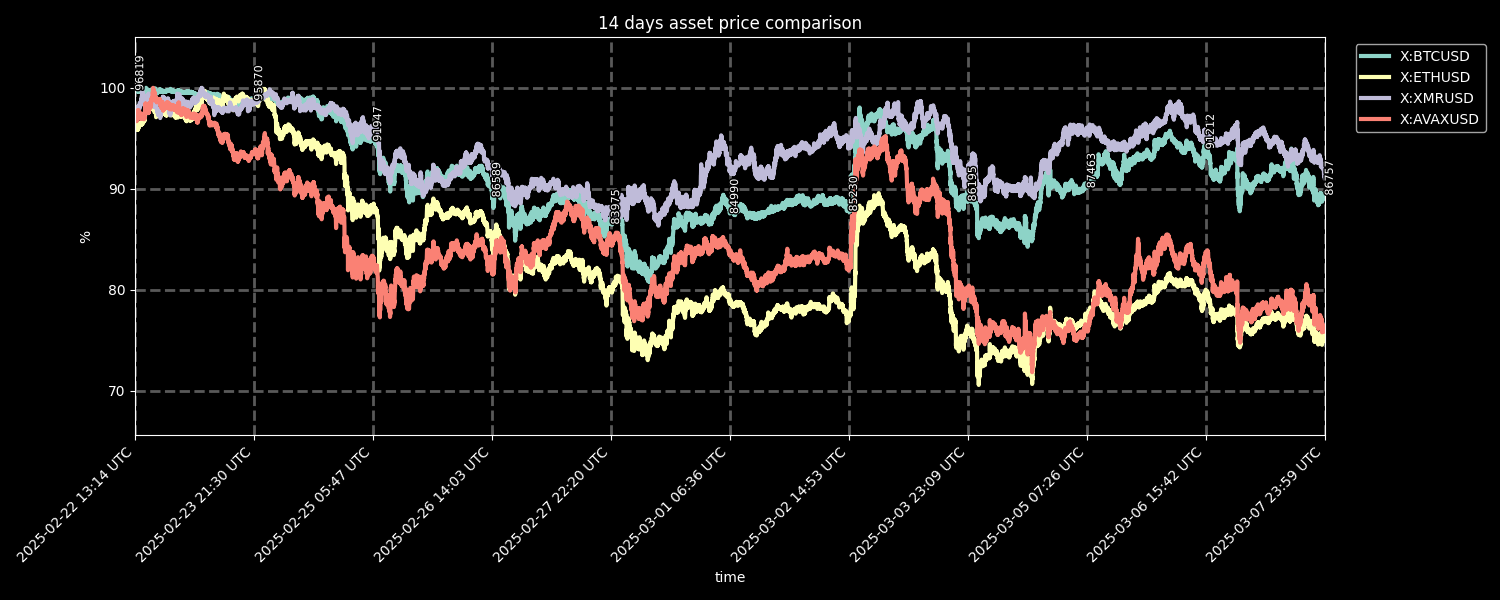 14 days asset price comparison
X:BTCUSD
X:ETHUSD
X:XMRUSD
X:AVAXUSD
100
90
80
70
%
96819
95870
91947
86589
83975
84990
85230
86195
87463
91212
86757
2025-02-22 13:14 UTC
2025-02-23 21:30 UTC
2025-02-25 05:47 UTC
2025-02-26 14:03 UTC
2025-02-27 22:20 UTC
2025-03-01 06:36 UTC
2025-03-02 14:53 UTC
2025-03-03 23:09 UTC
2025-03-05 07:26 UTC
2025-03-06 15:42 UTC
2025-03-07 23:59 UTC
time